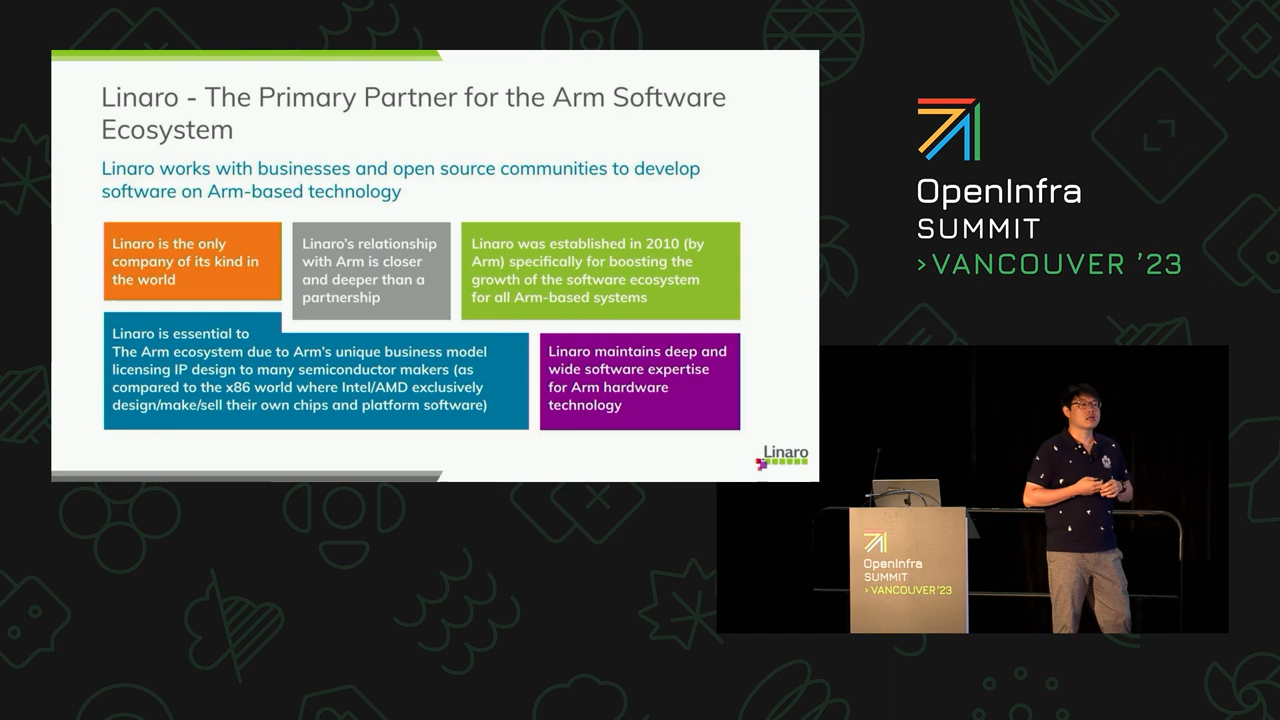 Linaro - The Primary Partner for the Arm Software
Ecosystem
Linaro works with businesses and open source communities to develop
software on Arm-based technology
Linaro is the only
company of its kind in
the world
Linaro's relationship
with Arm is closer
and deeper than a
partnership
Linaro was established in 2010 (by
Arm) specifically for boosting the
growth of the software ecosystem
for all Arm-based systems
Linaro is essential to
The Arm ecosystem due to Arm's unique business model
licensing IP design to many semiconductor makers (as
compared to the x86 world where Intel/AMD exclusively
design/make/sell their own chips and platform software)
Linaro maintains deep and
wide software expertise
for Arm hardware
technology
Linaro
OpenInfra
SUMMIT
>VANCOUVER '23
OpenInfra
SUMMIT
> VANCOUVER '23